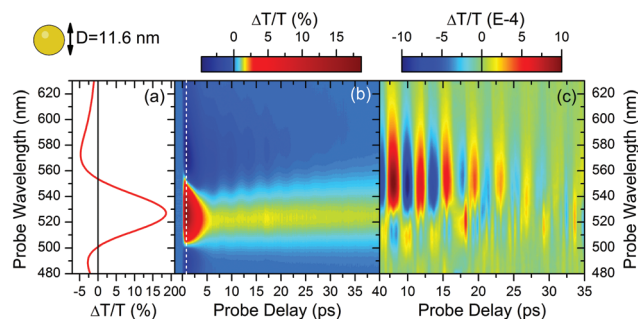 D=11.6 nm
ΔT/T (%)
0 5 10 15
ΔT/T (E-4)
-10 -5 0 5 10
(a)
(b)
(c)
Probe Wavelength (nm)
620
600
580
560
540
520
500
480
620
600
580
560
540
520
500
480
Probe Wavelength (nm)
-5 0 5 10 15 20
0 5 10 15 20 25 30 35 40
10 15 20 25 30 35
ΔT/T (%)
Probe Delay (ps)
Probe Delay (ps)